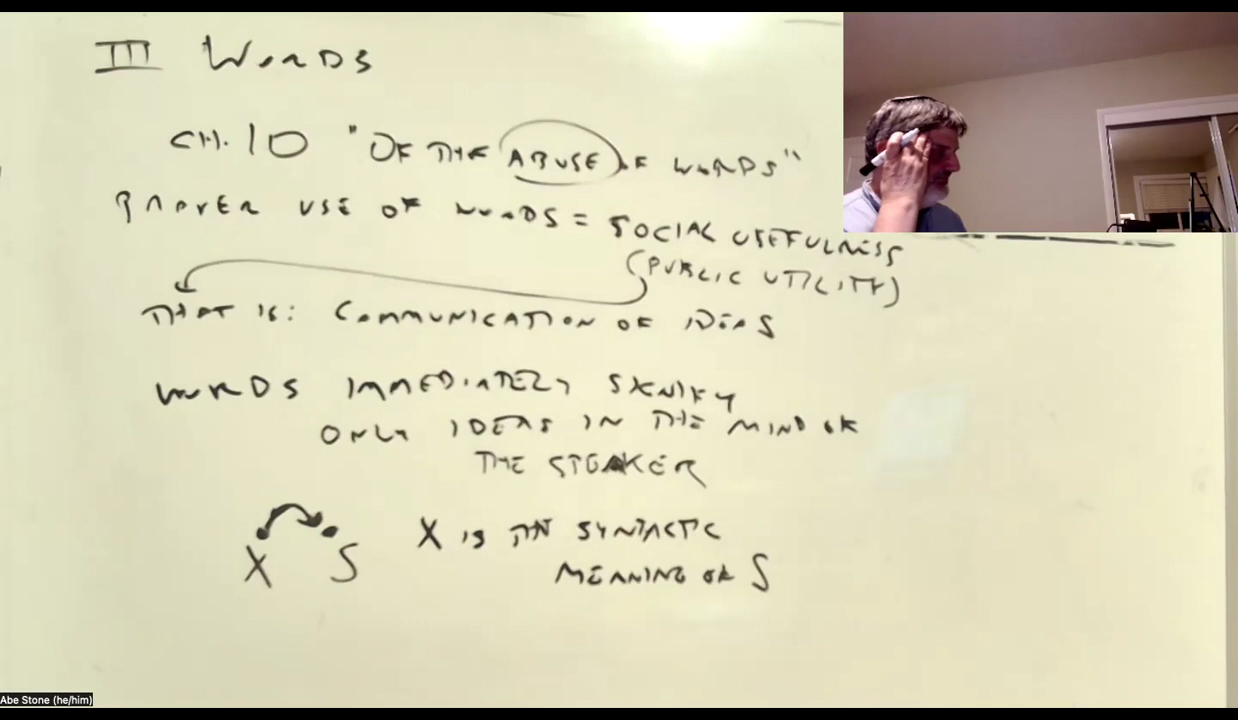 III WORDS
CH. 10 "OF THE ABUSE OF WORDS"
PROPER USE OF WORDS = SOCIAL USEFULNESS
(PUBLIC UTILITY)
THAT IS: COMMUNICATION OF IDEAS
WORDS IMMEDIATELY SIGNIFY
ONLY IDEAS IN THE MIND OF
THE SPEAKER
X S X IS AN SYNTACTIC
MEANING OF S
Abe Stone (he/him)